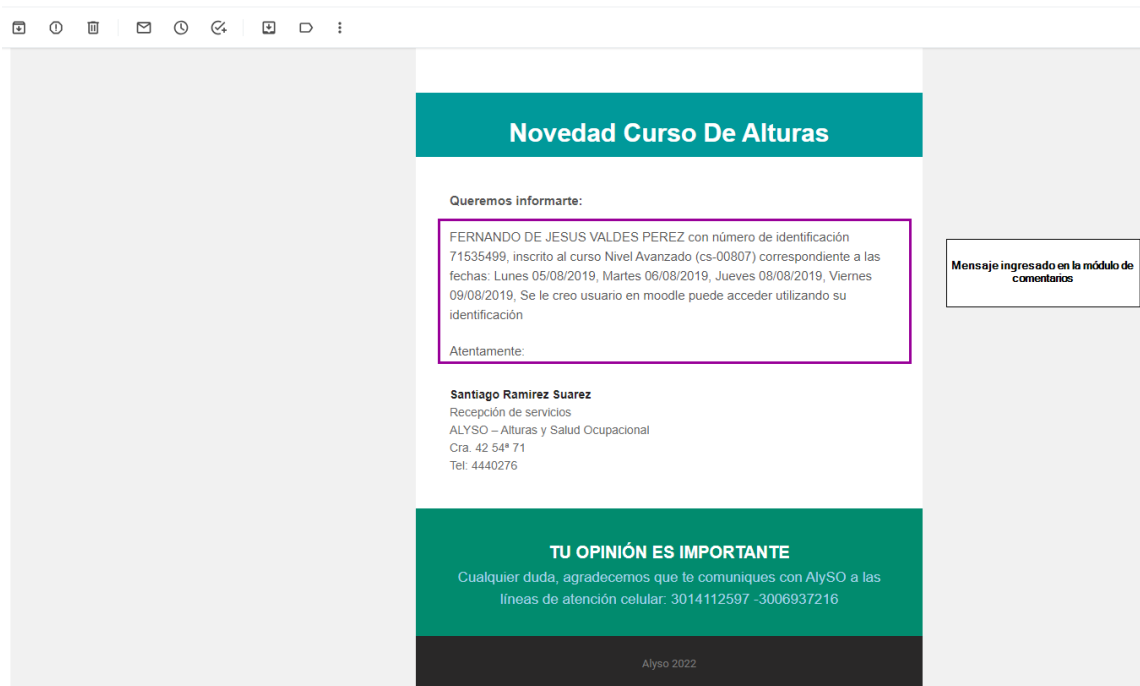 Novedad Curso De Alturas
Queremos informarte:
FERNANDO DE JESUS VALDES PEREZ con número de identificación
71535499, inscrito al curso Nivel Avanzado (cs-00807) correspondiente a las
fechas: Lunes 05/08/2019, Martes 06/08/2019, Jueves 08/08/2019, Viernes
09/08/2019, Se le creo usuario en moodle puede acceder utilizando su
identificación
Atentamente:
Mensaje ingresado en la módulo de
comentarios
Santiago Ramirez Suarez
Recepción de servicios
ALYSO – Alturas y Salud Ocupacional
Cra. 42 54ª 71
Tel: 4440276
TU OPINIÓN ES IMPORTANTE
Cualquier duda, agradecemos que te comuniques con AlySO a las
líneas de atención celular: 3014112597 -3006937216
Alyso 2022